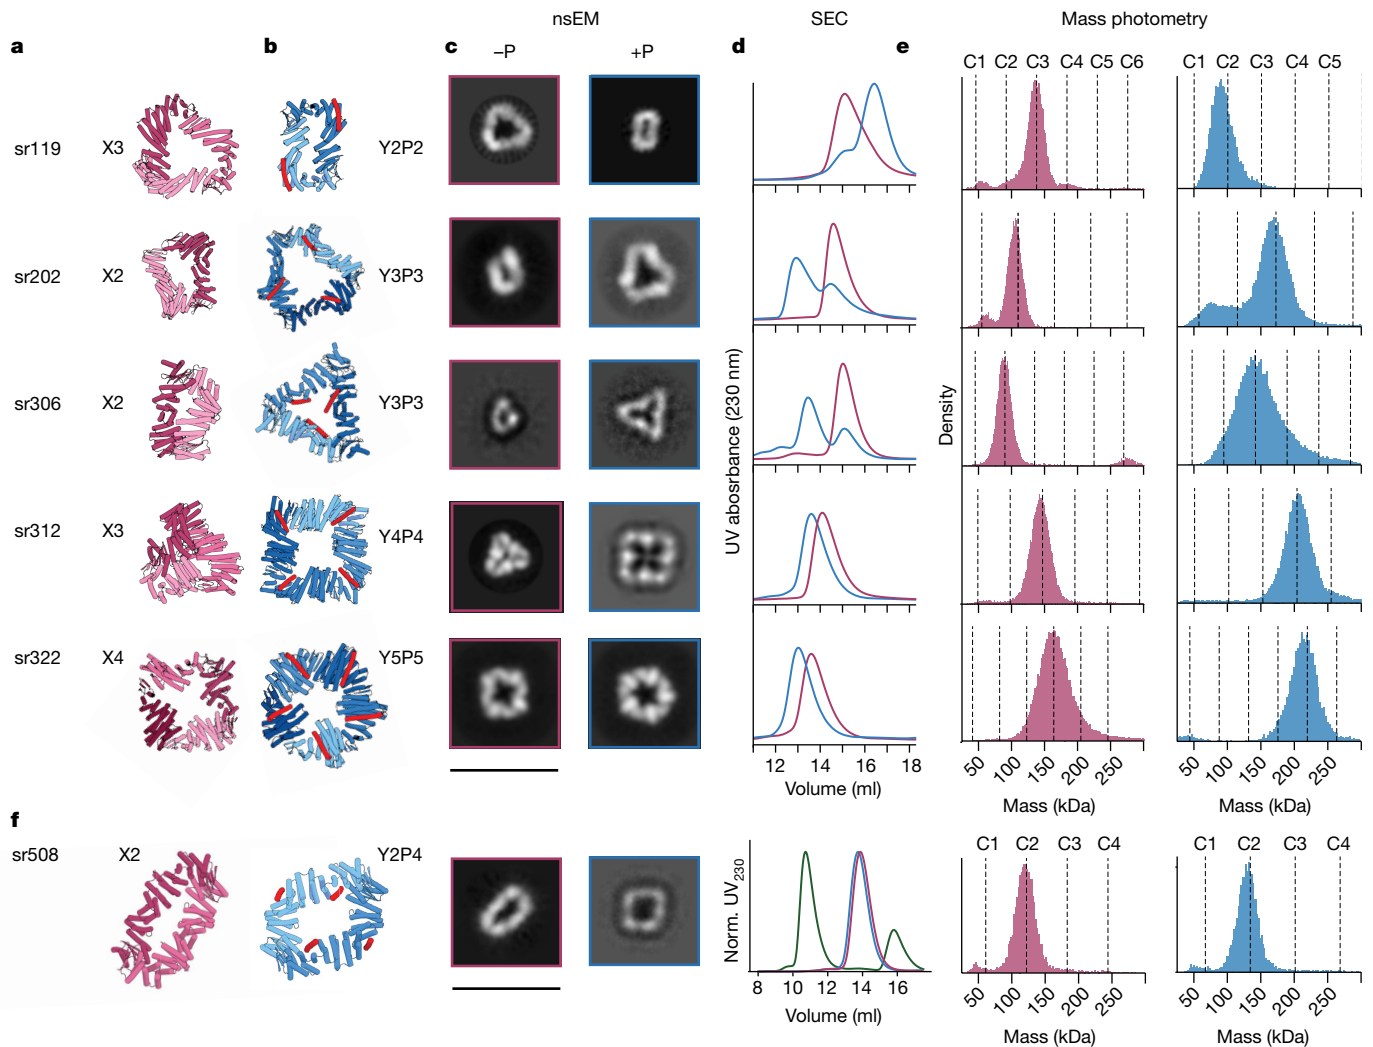 nsEM SEC Mass photometry
a b c –P +P d e
C1 C2 C3 C4 C5 C6 C1 C2 C3 C4 C5
sr119 X3 Y2P2
sr202 X2 Y3P3
sr306 X2 Y3P3
sr312 X3 Y4P4
sr322 X4 Y5P5
UV abosrbance (230 nm)
Density
12 14 16 18
Volume (ml)
50 100 150 200 250
Mass (kDa)
50 100 150 200 250
Mass (kDa)
f
sr508 X2 Y2P4
Norm. UV230
8 10 12 14 16
Volume (ml)
C1 C2 C3 C4
50 100 150 200 250
Mass (kDa)
C1 C2 C3 C4
50 100 150 200 250
Mass (kDa)